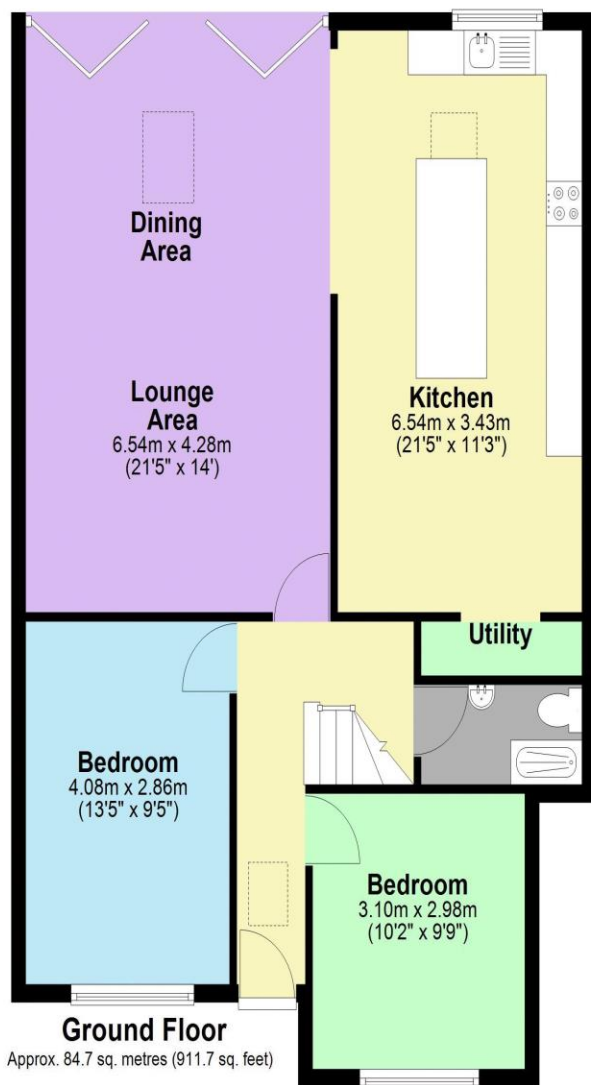 Dining
Area
Lounge
Area
6.54m x 4.28m
(21'5" x 14')
Kitchen
6.54m x 3.43m
(21'5" x 11'3")
Utility
Bedroom
4.08m x 2.86m
(13'5" x 9'5")
Bedroom
3.10m x 2.98m
(10'2" x 9'9")
Ground Floor
Approx. 84.7 sq. metres (911.7 sq. feet)